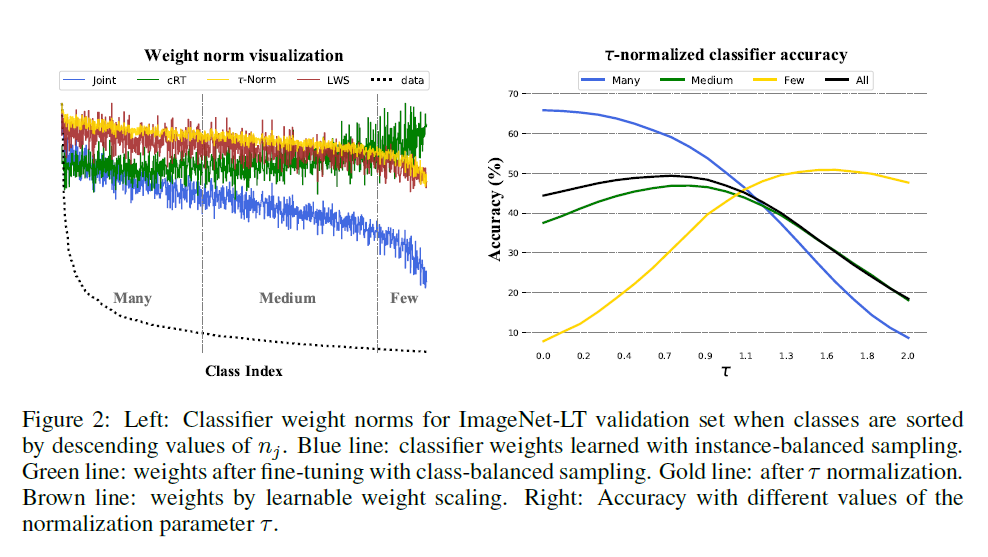 Weight norm visualization
Joint cRT τ-Norm LWS data
Many
Medium
Few
Class Index
τ-normalized classifier accuracy
Many Medium Few All
Accuracy (%)
70
60
50
40
30
20
10
0.0 0.2 0.4 0.7 0.9 1.1 1.3 1.6 1.8 2.0
τ
Figure 2: Left: Classifier weight norms for ImageNet-LT validation set when classes are sorted
by descending values of nj. Blue line: classifier weights learned with instance-balanced sampling.
Green line: weights after fine-tuning with class-balanced sampling. Gold line: after τ normalization.
Brown line: weights by learnable weight scaling. Right: Accuracy with different values of the
normalization parameter τ.